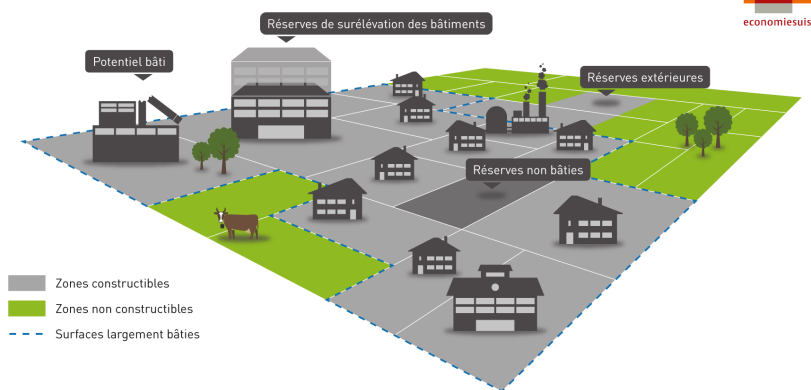 Réserves de surélévation des bâtiments
economiesuis
Potentiel bâti
Réserves extérieures
Réserves non bâties
Zones constructibles
Zones non constructibles
Surfaces largement bâties